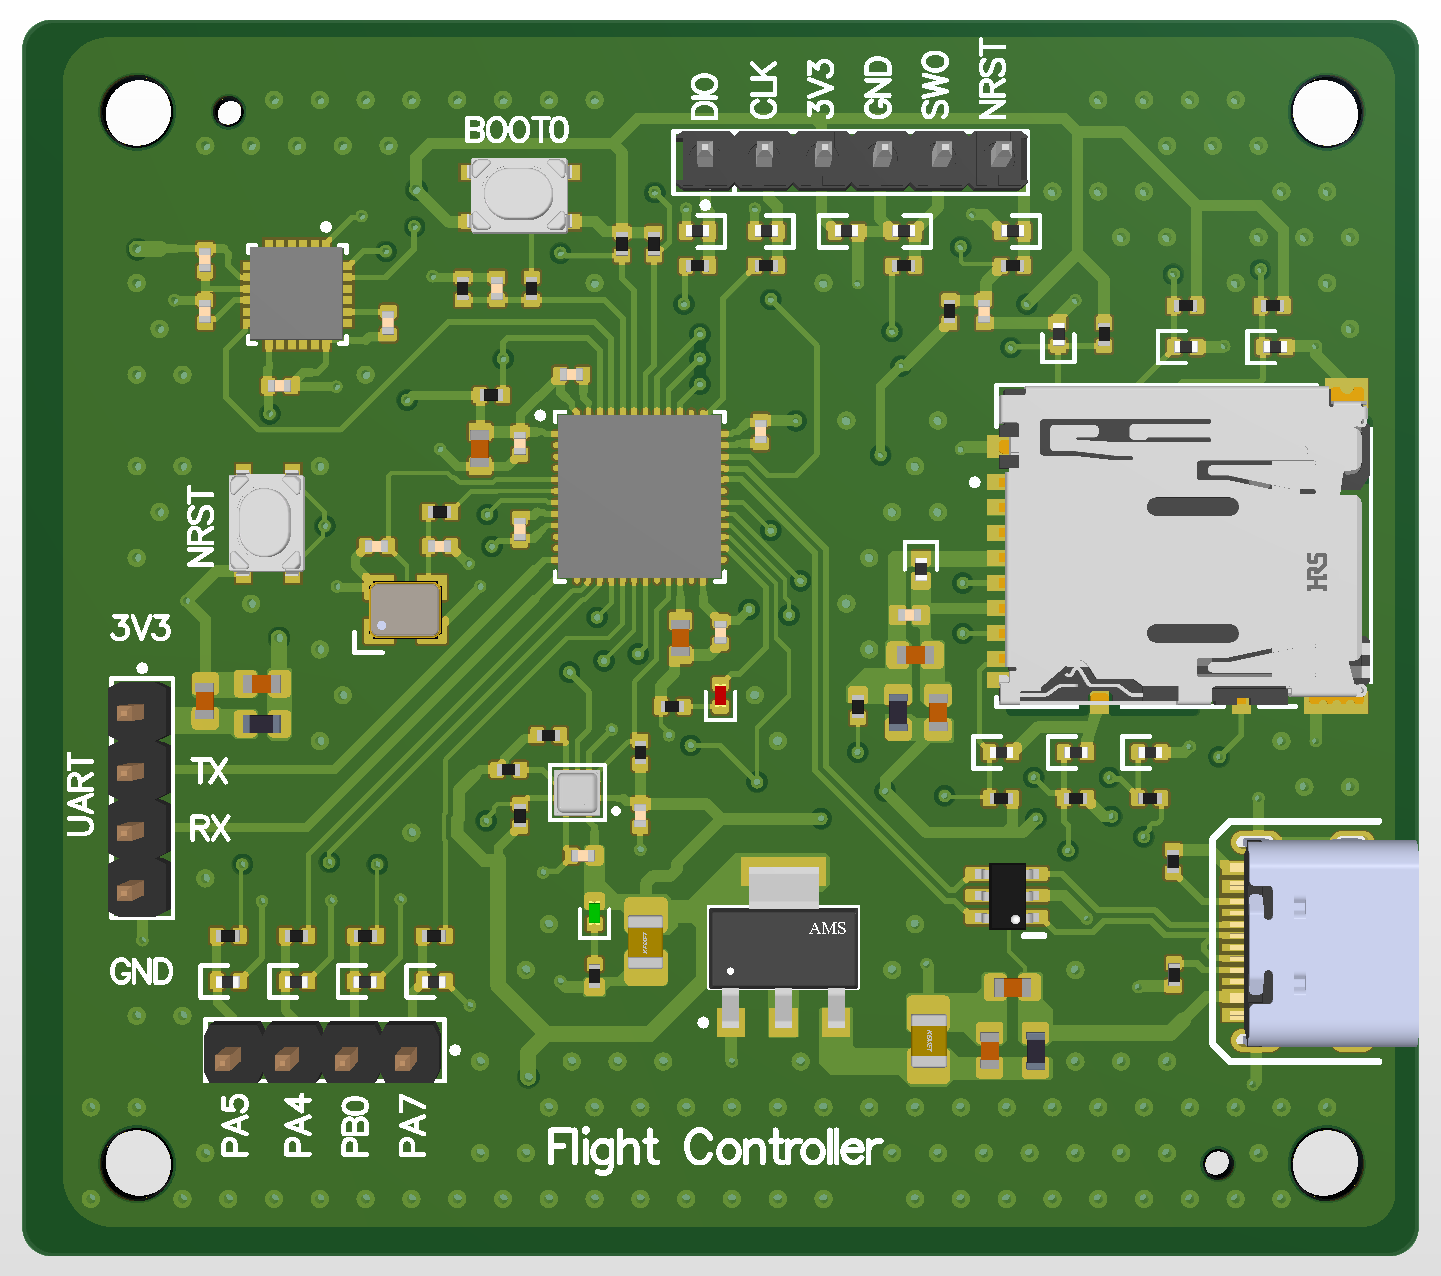 DIO
CLK
3V3
GND
SWO
NRST
BOOT0
NRST
3V3
UART
TX
RX
GND
HRS
AMS
PA5
PA4
PB0
PA7
Flight Controller